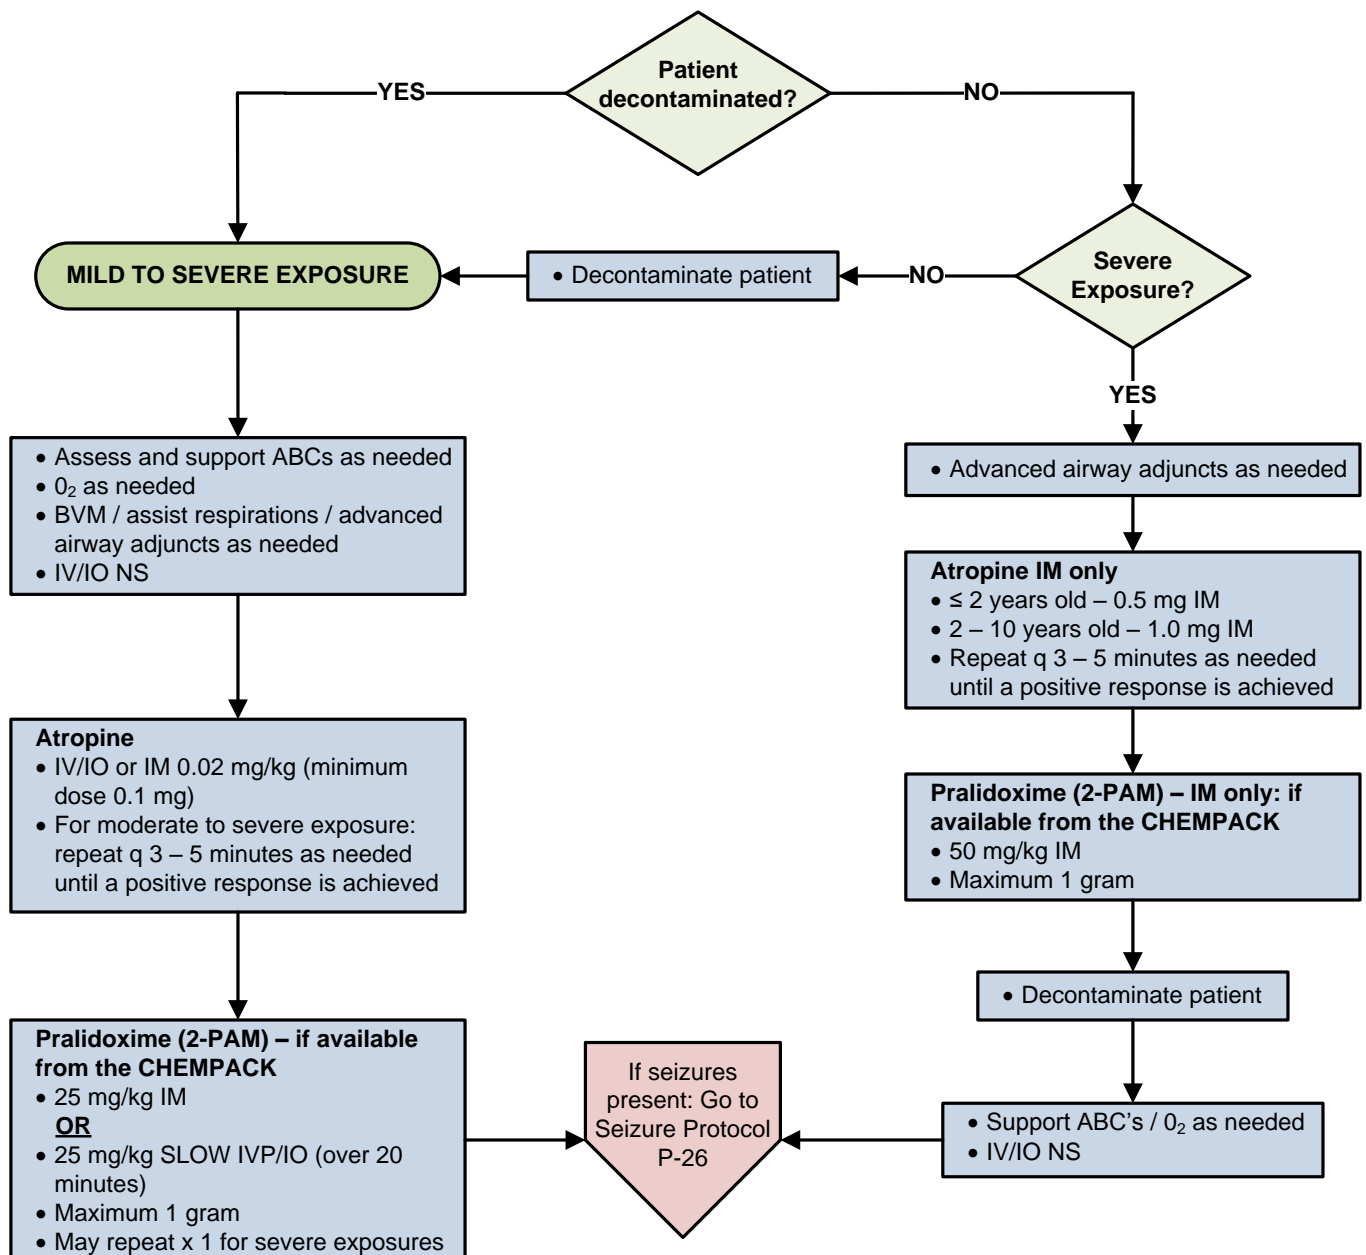 Patient
decontaminated?
YES
NO
MILD TO SEVERE EXPOSURE
• Decontaminate patient
NO
Severe
Exposure?
YES
• Assess and support ABCs as needed
• 0₂ as needed
• BVM / assist respirations / advanced
airway adjuncts as needed
• IV/IO NS
• Advanced airway adjuncts as needed
Atropine IM only
• ≤ 2 years old – 0.5 mg IM
• 2 – 10 years old – 1.0 mg IM
• Repeat q 3 – 5 minutes as needed
until a positive response is achieved
Atropine
• IV/IO or IM 0.02 mg/kg (minimum
dose 0.1 mg)
• For moderate to severe exposure:
repeat q 3 – 5 minutes as needed
until a positive response is achieved
Pralidoxime (2-PAM) – IM only: if
available from the CHEMPACK
• 50 mg/kg IM
• Maximum 1 gram
• Decontaminate patient
Pralidoxime (2-PAM) – if available
from the CHEMPACK
• 25 mg/kg IM
OR
• 25 mg/kg SLOW IVP/IO (over 20
minutes)
• Maximum 1 gram
• May repeat x 1 for severe exposures
If seizures
present: Go to
Seizure Protocol
P-26
• Support ABC's / 0₂ as needed
• IV/IO NS